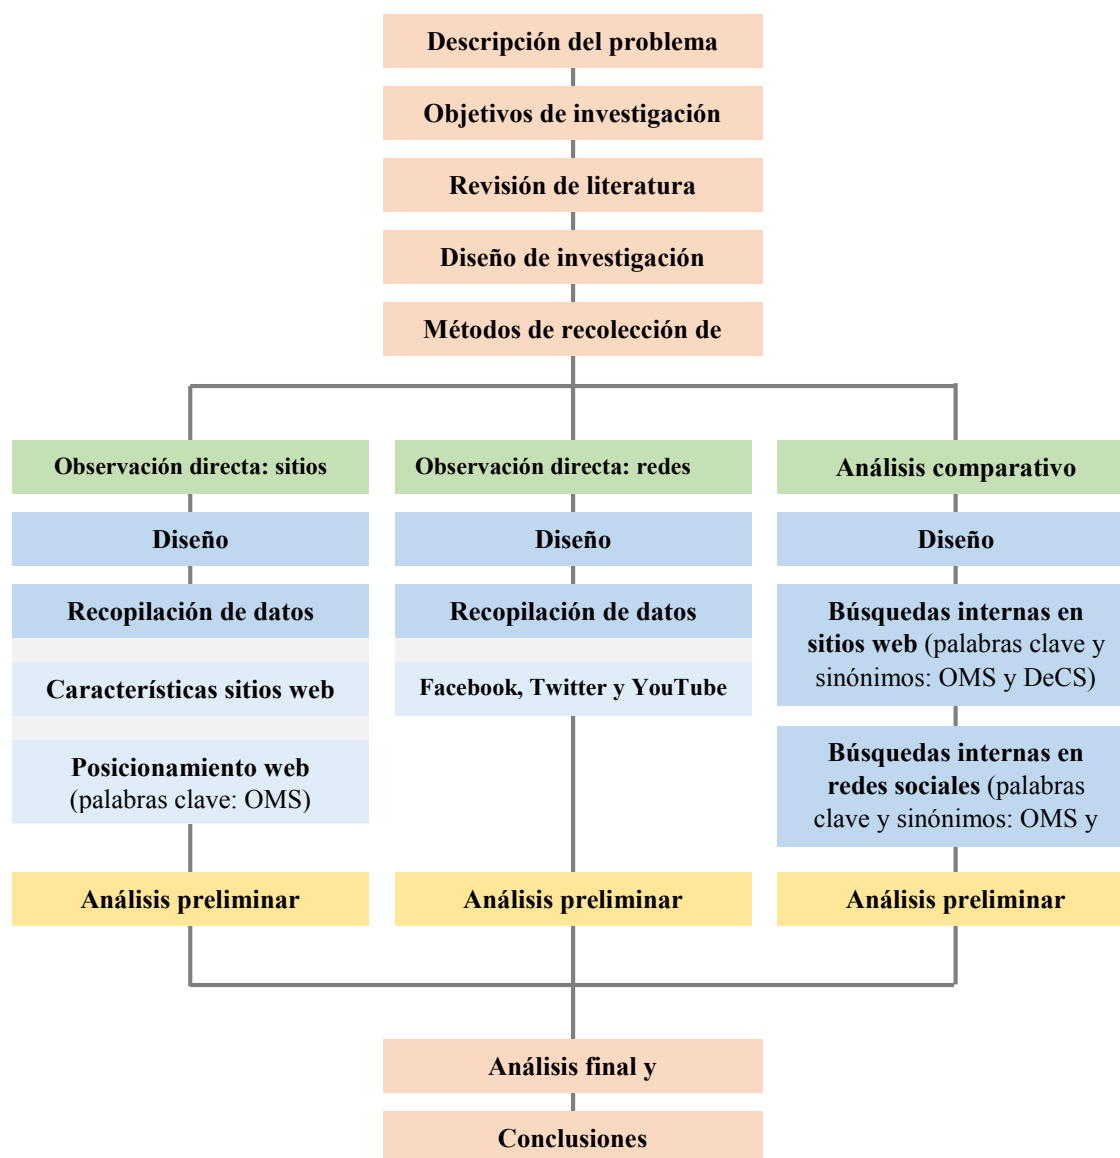 Descripción del problema
Objetivos de investigación
Revisión de literatura
Diseño de investigación
Métodos de recolección de
Observación directa: sitios
Diseño
Recopilación de datos
Características sitios web
Posicionamiento web
(palabras clave: OMS)
Análisis preliminar
Observación directa: redes
Diseño
Recopilación de datos
Facebook, Twitter y YouTube
Análisis preliminar
Análisis comparativo
Diseño
Búsquedas internas en
sitios web (palabras clave y
sinónimos: OMS y DeCS)
Búsquedas internas en
redes sociales (palabras
clave y sinónimos: OMS y
Análisis preliminar
Análisis final y
Conclusiones